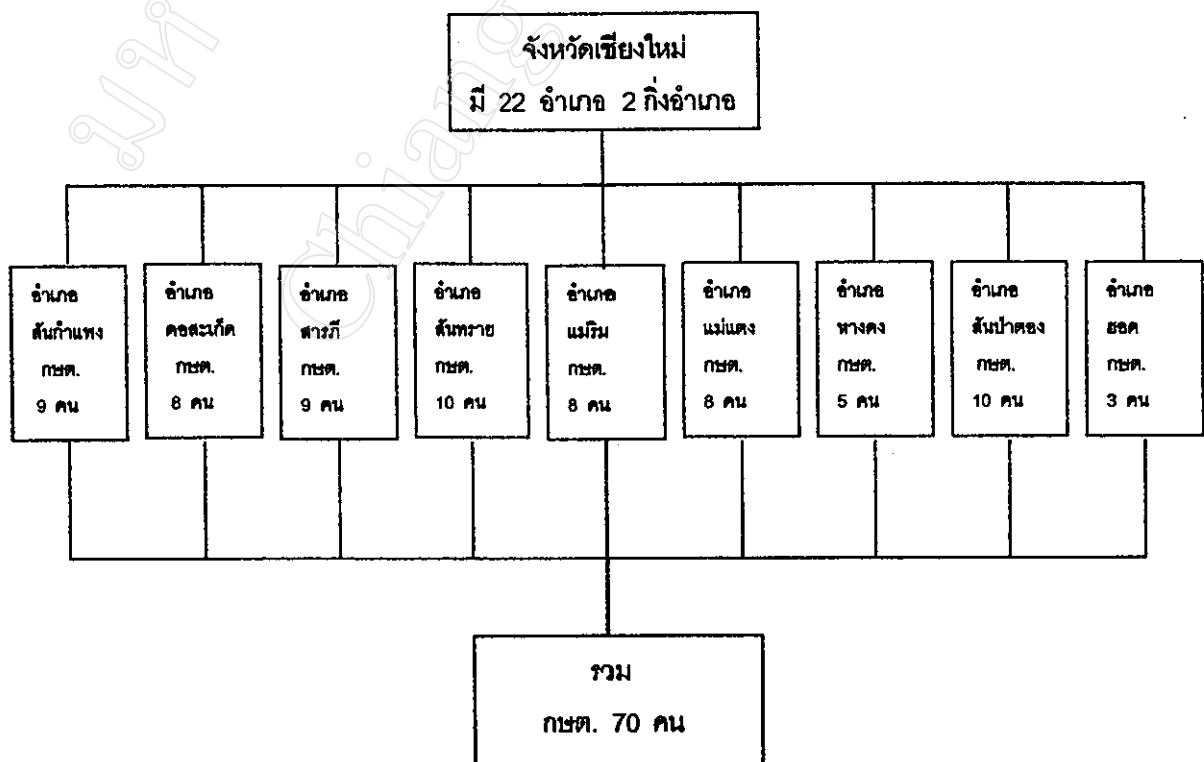 จังหวัดเชียงใหม่
มี 22 อำเภอ 2 กิ่งอำเภอ
อำเภอ
สันกำแพง
กษต.
9 คน
อำเภอ
ดอยสะเก็ด
กษต.
8 คน
อำเภอ
สารภี
กษต.
9 คน
อำเภอ
สันทราย
กษต.
10 คน
อำเภอ
แม่ริม
กษต.
8 คน
อำเภอ
แม่แตง
กษต.
8 คน
อำเภอ
หางดง
กษต.
5 คน
อำเภอ
สันป่าตอง
กษต.
10 คน
อำเภอ
ฮอด
กษต.
3 คน
รวม
กษต. 70 คน
Chiang